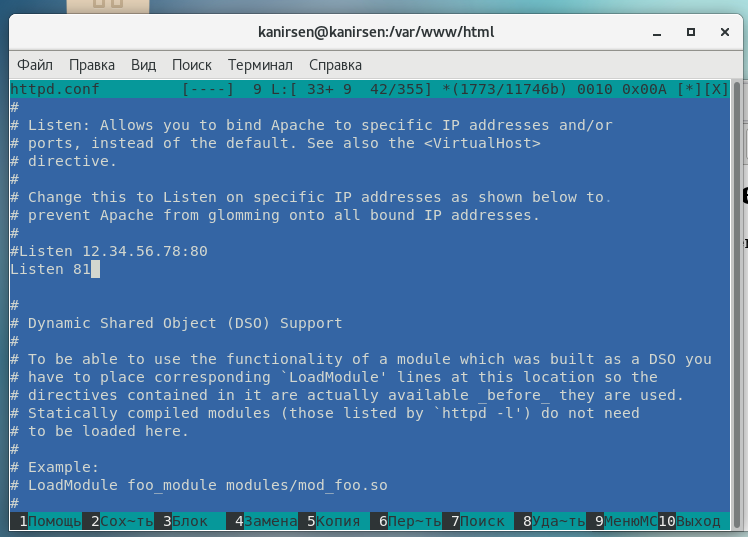 kanirsen@kanirsen:/var/www/html
Файл Правка Вид Поиск Терминал Справка
httpd.conf [----] 9 L:[ 33+ 9 42/355] *(1773/11746b) 0010 0x00A [*][X]
#
# Listen: Allows you to bind Apache to specific IP addresses and/or
# ports, instead of the default. See also the <VirtualHost>
# directive.
#
# Change this to Listen on specific IP addresses as shown below to.
# prevent Apache from glomming onto all bound IP addresses.
#
#Listen 12.34.56.78:80
Listen 81
#
# Dynamic Shared Object (DSO) Support
#
# To be able to use the functionality of a module which was built as a DSO you
# have to place corresponding `LoadModule' lines at this location so the
# directives contained in it are actually available _before_ they are used.
# Statically compiled modules (those listed by `httpd -l') do not need
# to be loaded here.
#
# Example:
# LoadModule foo_module modules/mod_foo.so
#
1Помощь 2Сох~ть 3Блок 4Замена 5Копия 6Пер~ть 7Поиск 8Уда~ть 9МенюMC 10Выход